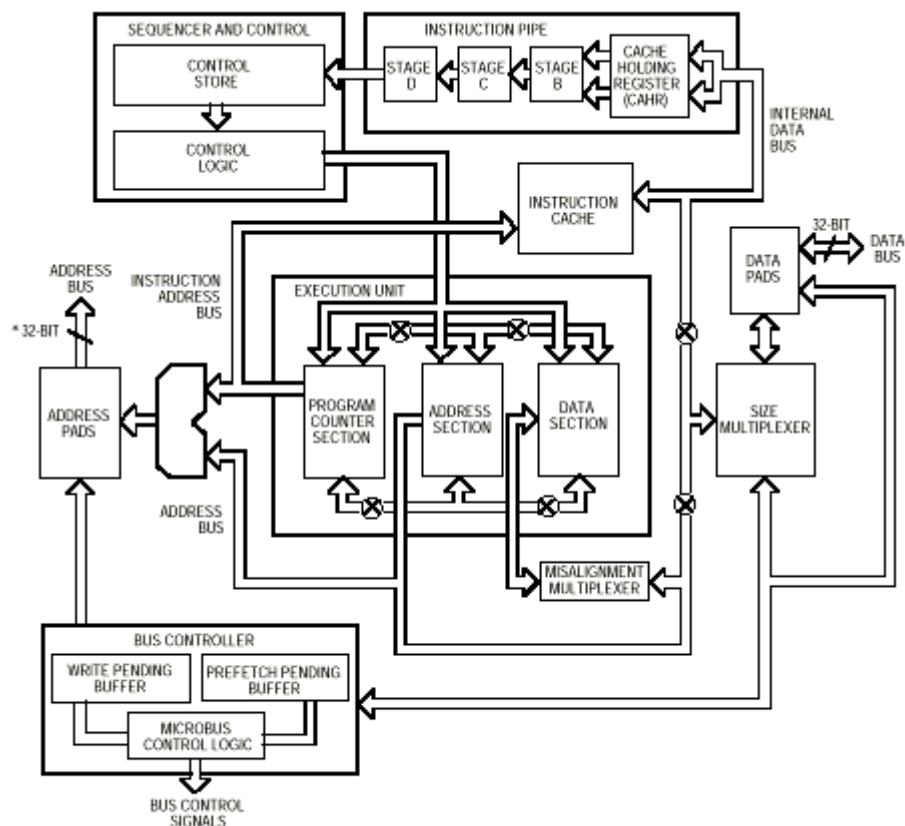 SEQUENCER AND CONTROL
CONTROL
STORE
CONTROL
LOGIC
INSTRUCTION PIPE
STAGE
D
STAGE
C
STAGE
B
CACHE
HOLDING
REGISTER
(CAHR)
INTERNAL
DATA
BUS
INSTRUCTION
CACHE
32-BIT
DATA
BUS
DATA
PADS
ADDRESS
BUS
* 32-BIT
INSTRUCTION
ADDRESS
BUS
EXECUTION UNIT
ADDRESS
PADS
PROGRAM
COUNTER
SECTION
ADDRESS
SECTION
DATA
SECTION
SIZE
MULTIPLEXER
ADDRESS
BUS
MISALIGNMENT
MULTIPLEXER
BUS CONTROLLER
WRITE PENDING
BUFFER
PREFETCH PENDING
BUFFER
MICROBUS
CONTROL LOGIC
BUS CONTROL
SIGNALS